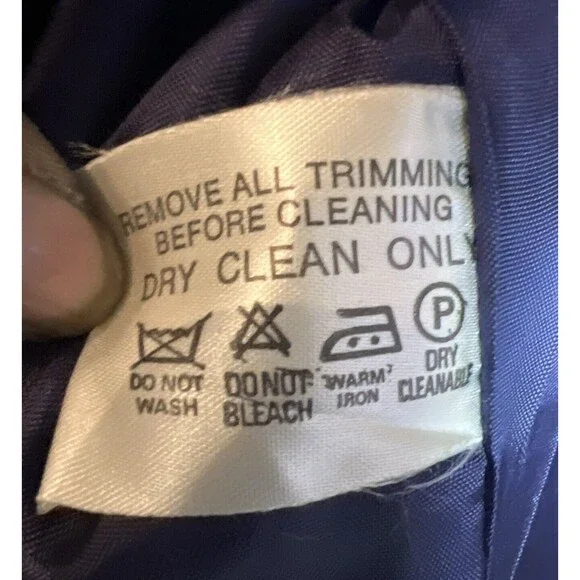 REMOVE ALL TRIMMING
BEFORE CLEANING
DRY CLEAN ONLY
P
DO NOT WASH
DO NOT BLEACH
"WARM" IRON
DRY CLEANABLE